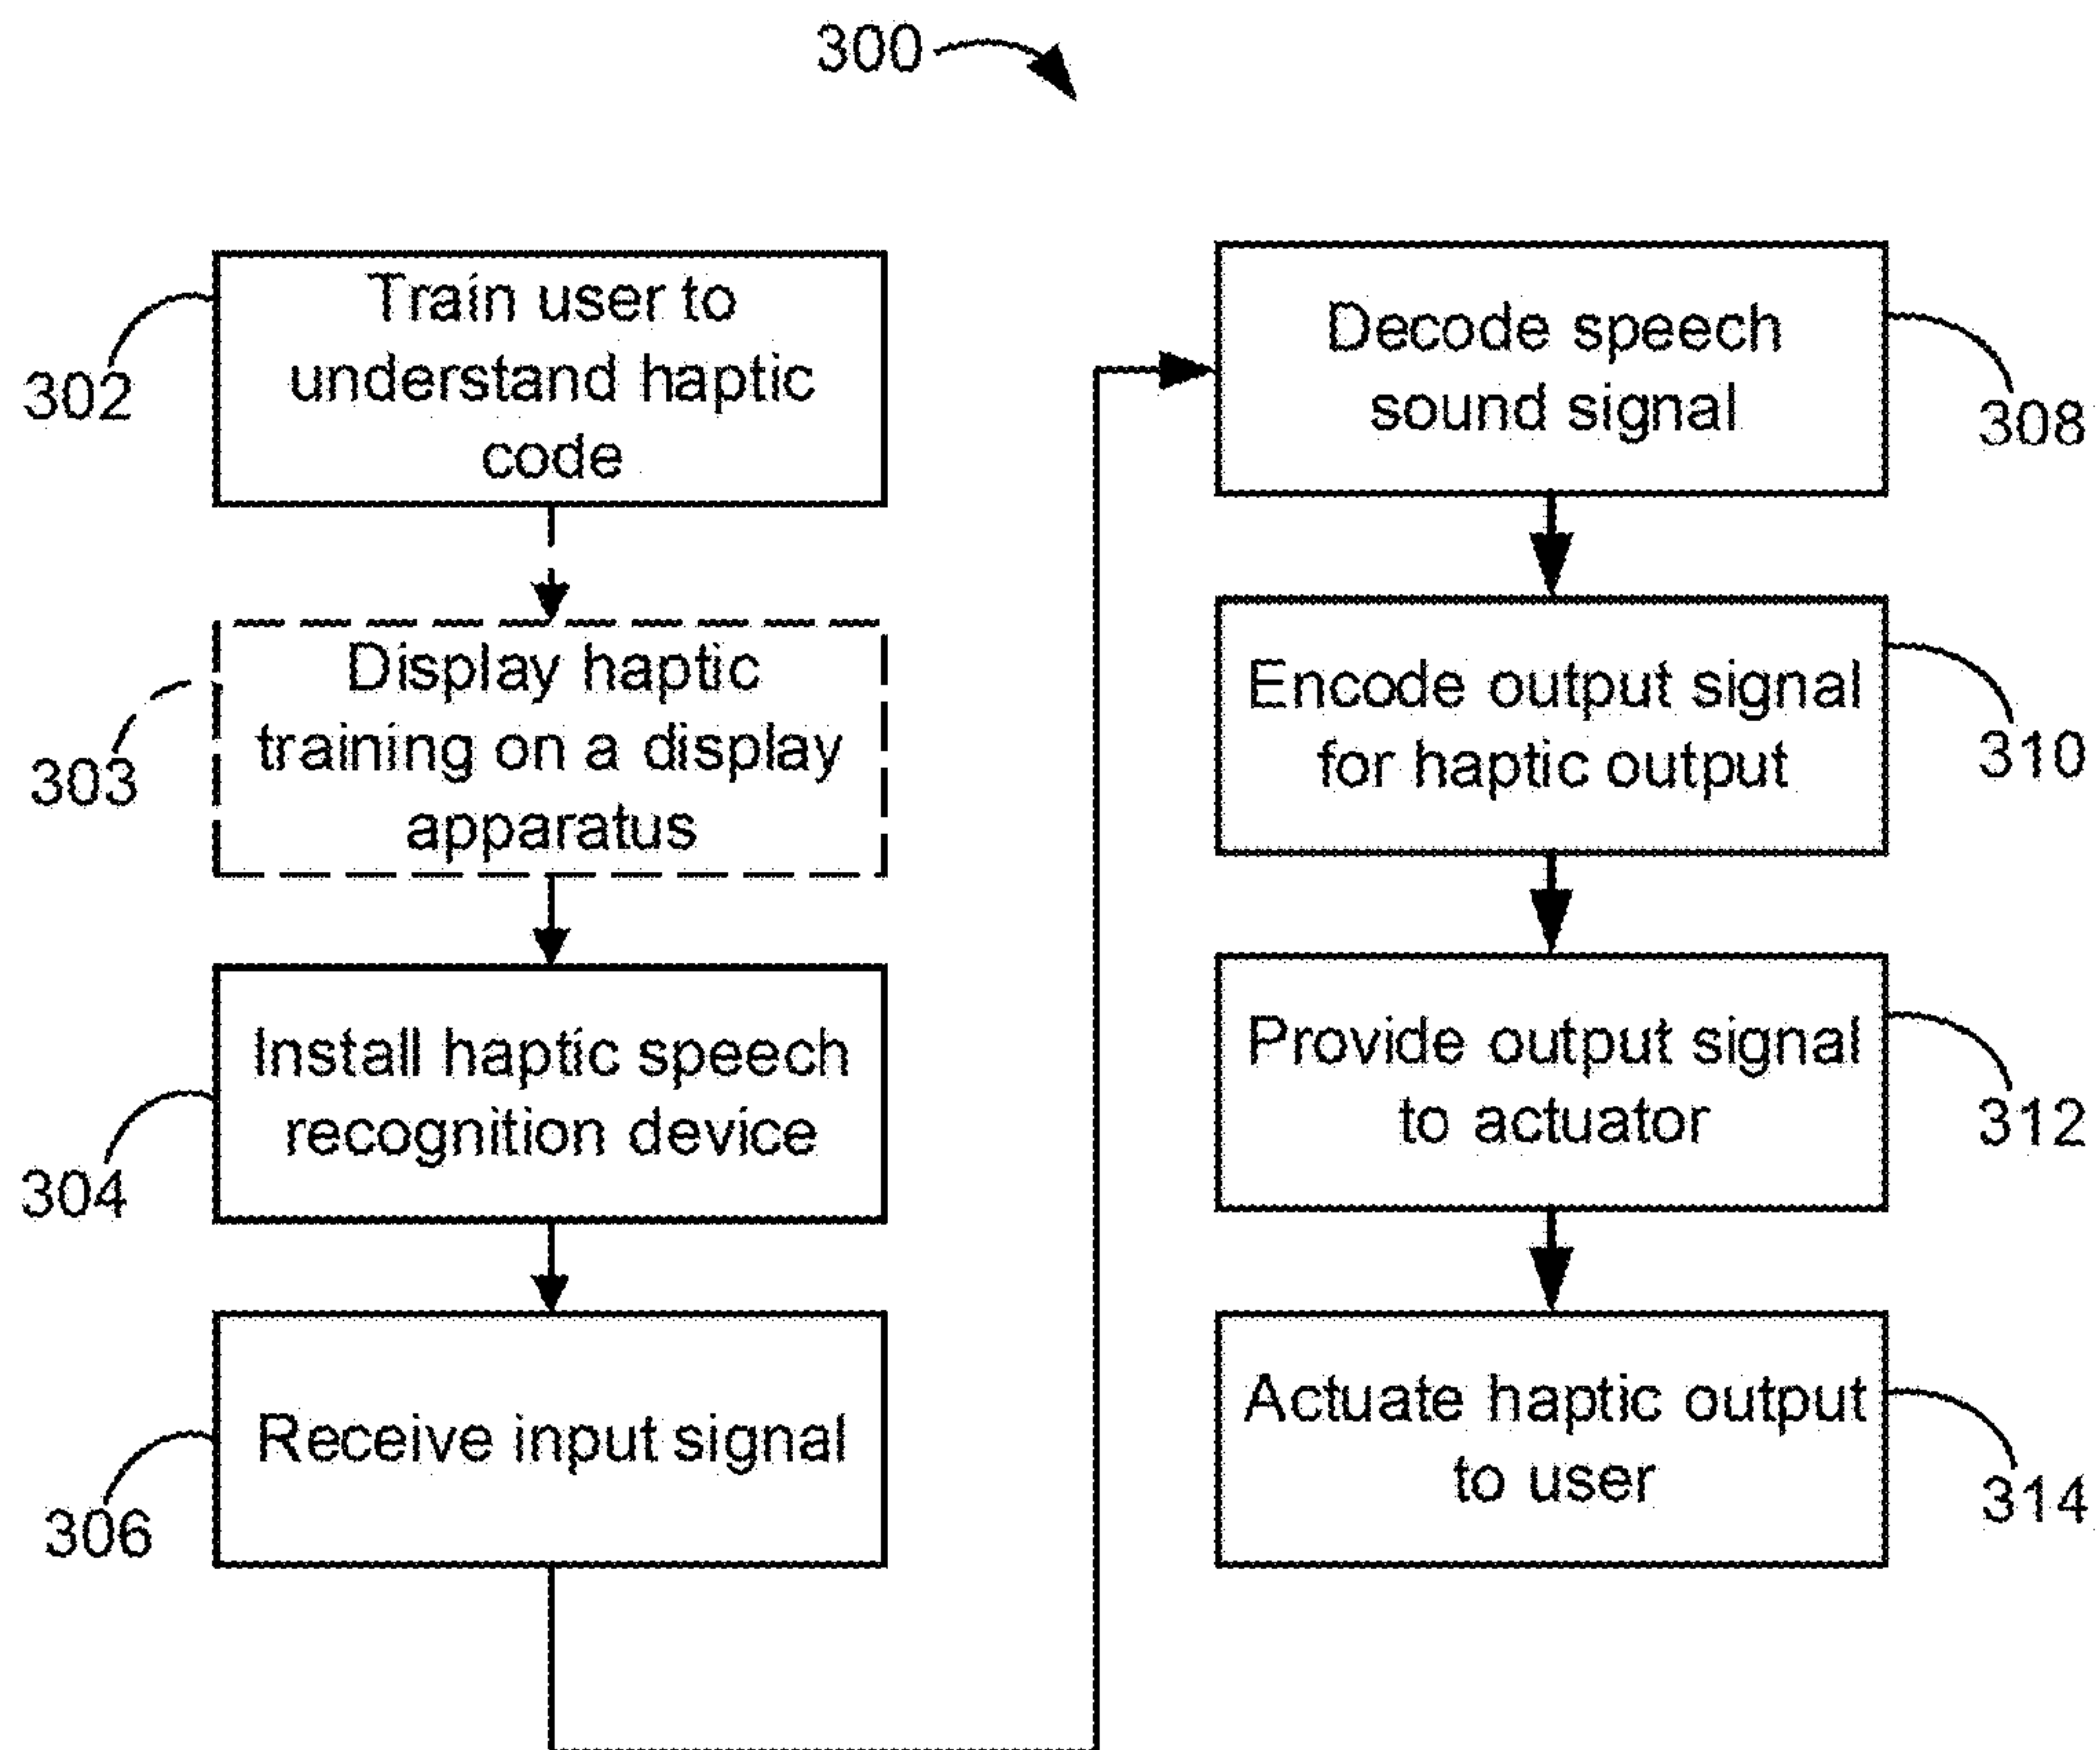 300
302
Train user to
understand haptic
code
303
Display haptic
training on a display
apparatus
304
Install haptic speech
recognition device
306
Receive input signal
Decode speech
sound signal
308
Encode output signal
for haptic output
310
Provide output signal
to actuator
312
Actuate haptic output
to user
314